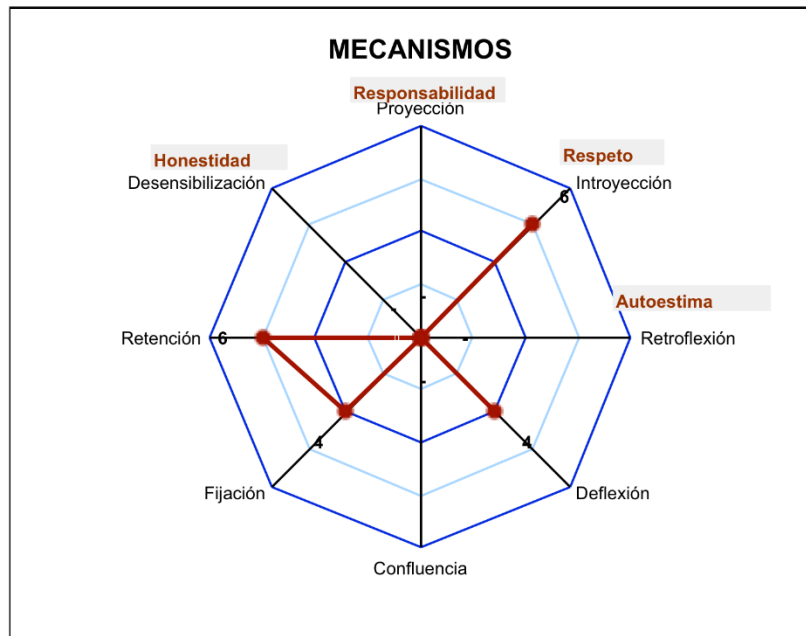 MECANISMOS
Responsabilidad
Proyección
Honestidad
Desensibilización
Respeto
Introyección
6
Autoestima
-
-
-
Retención
6
Retroflexión
-
4
4
Fijación
Deflexión
Confluencia